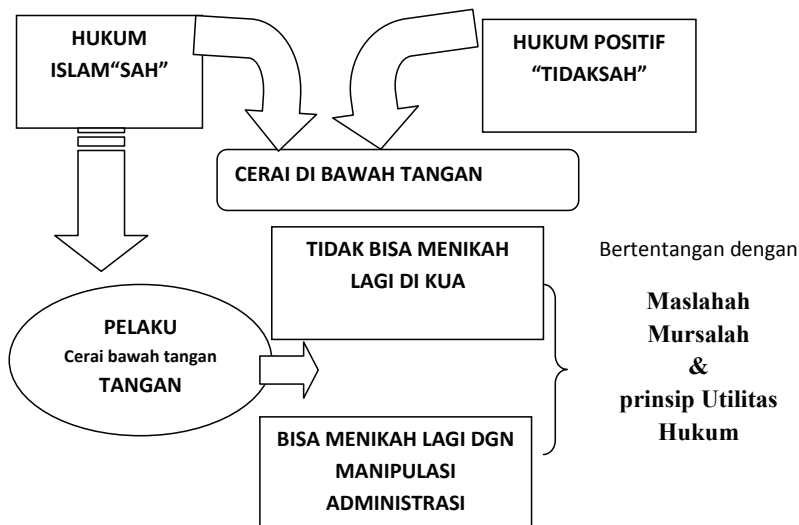 HUKUM
ISLAM“SAH”
HUKUM POSITIF
“TIDAKSAH”
CERAI DI BAWAH TANGAN
TIDAK BISA MENIKAH
LAGI DI KUA
Bertentangan dengan
Maslahah
Mursalah
&
prinsip Utilitas
Hukum
PELAKU
Cerai bawah tangan
TANGAN
BISA MENIKAH LAGI DGN
MANIPULASI
ADMINISTRASI